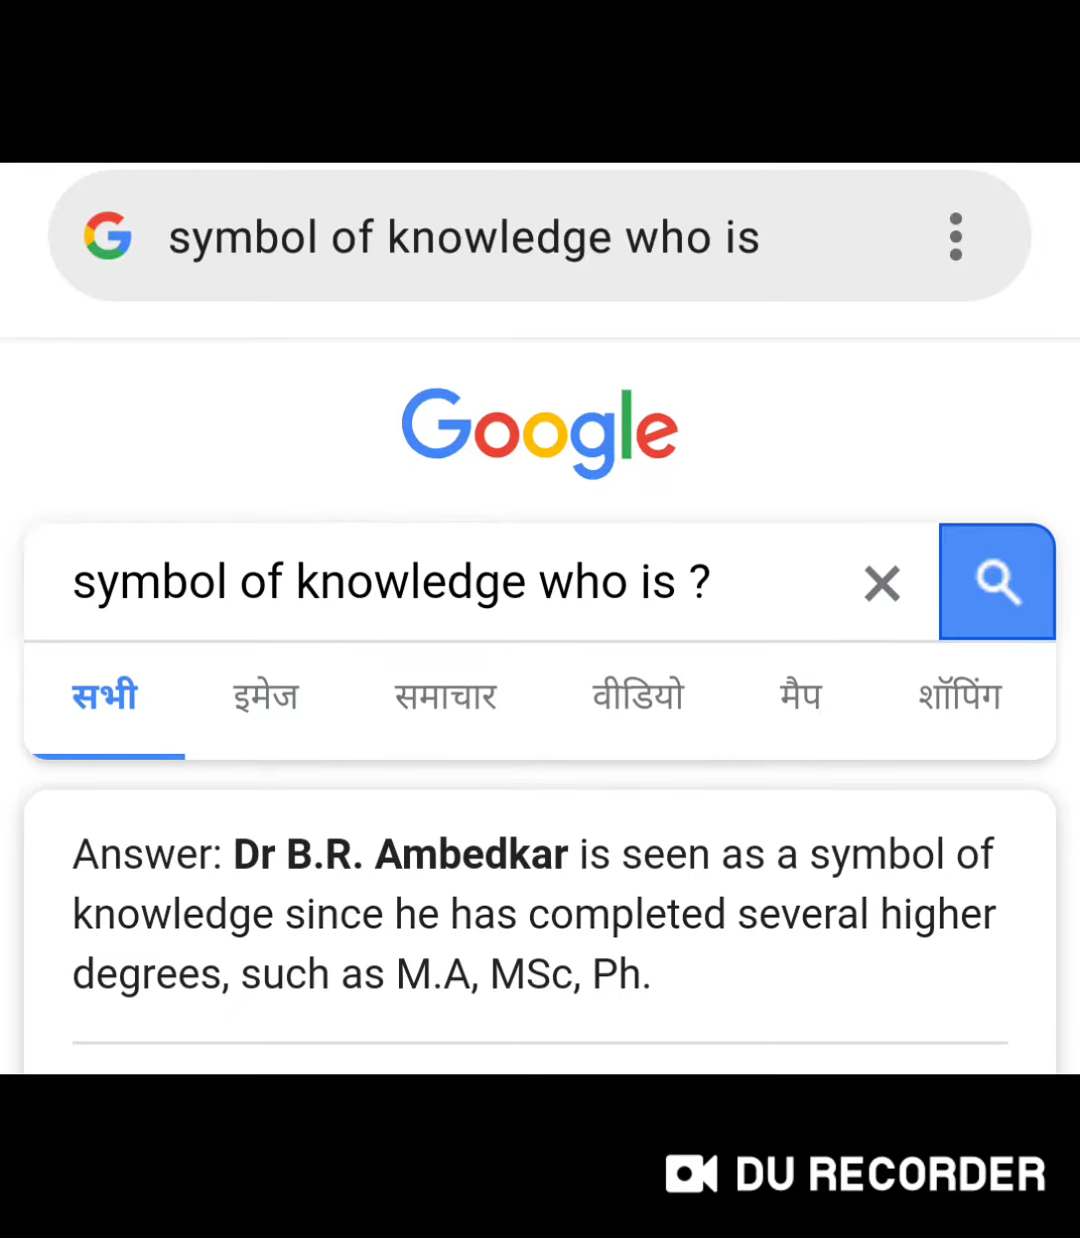 symbol of knowledge who is
Google
symbol of knowledge who is ?
सभी इमेज समाचार वीडियो मैप शॉपिंग
Answer: Dr B.R. Ambedkar is seen as a symbol of
knowledge since he has completed several higher
degrees, such as M.A, MSc, Ph.
DU RECORDER